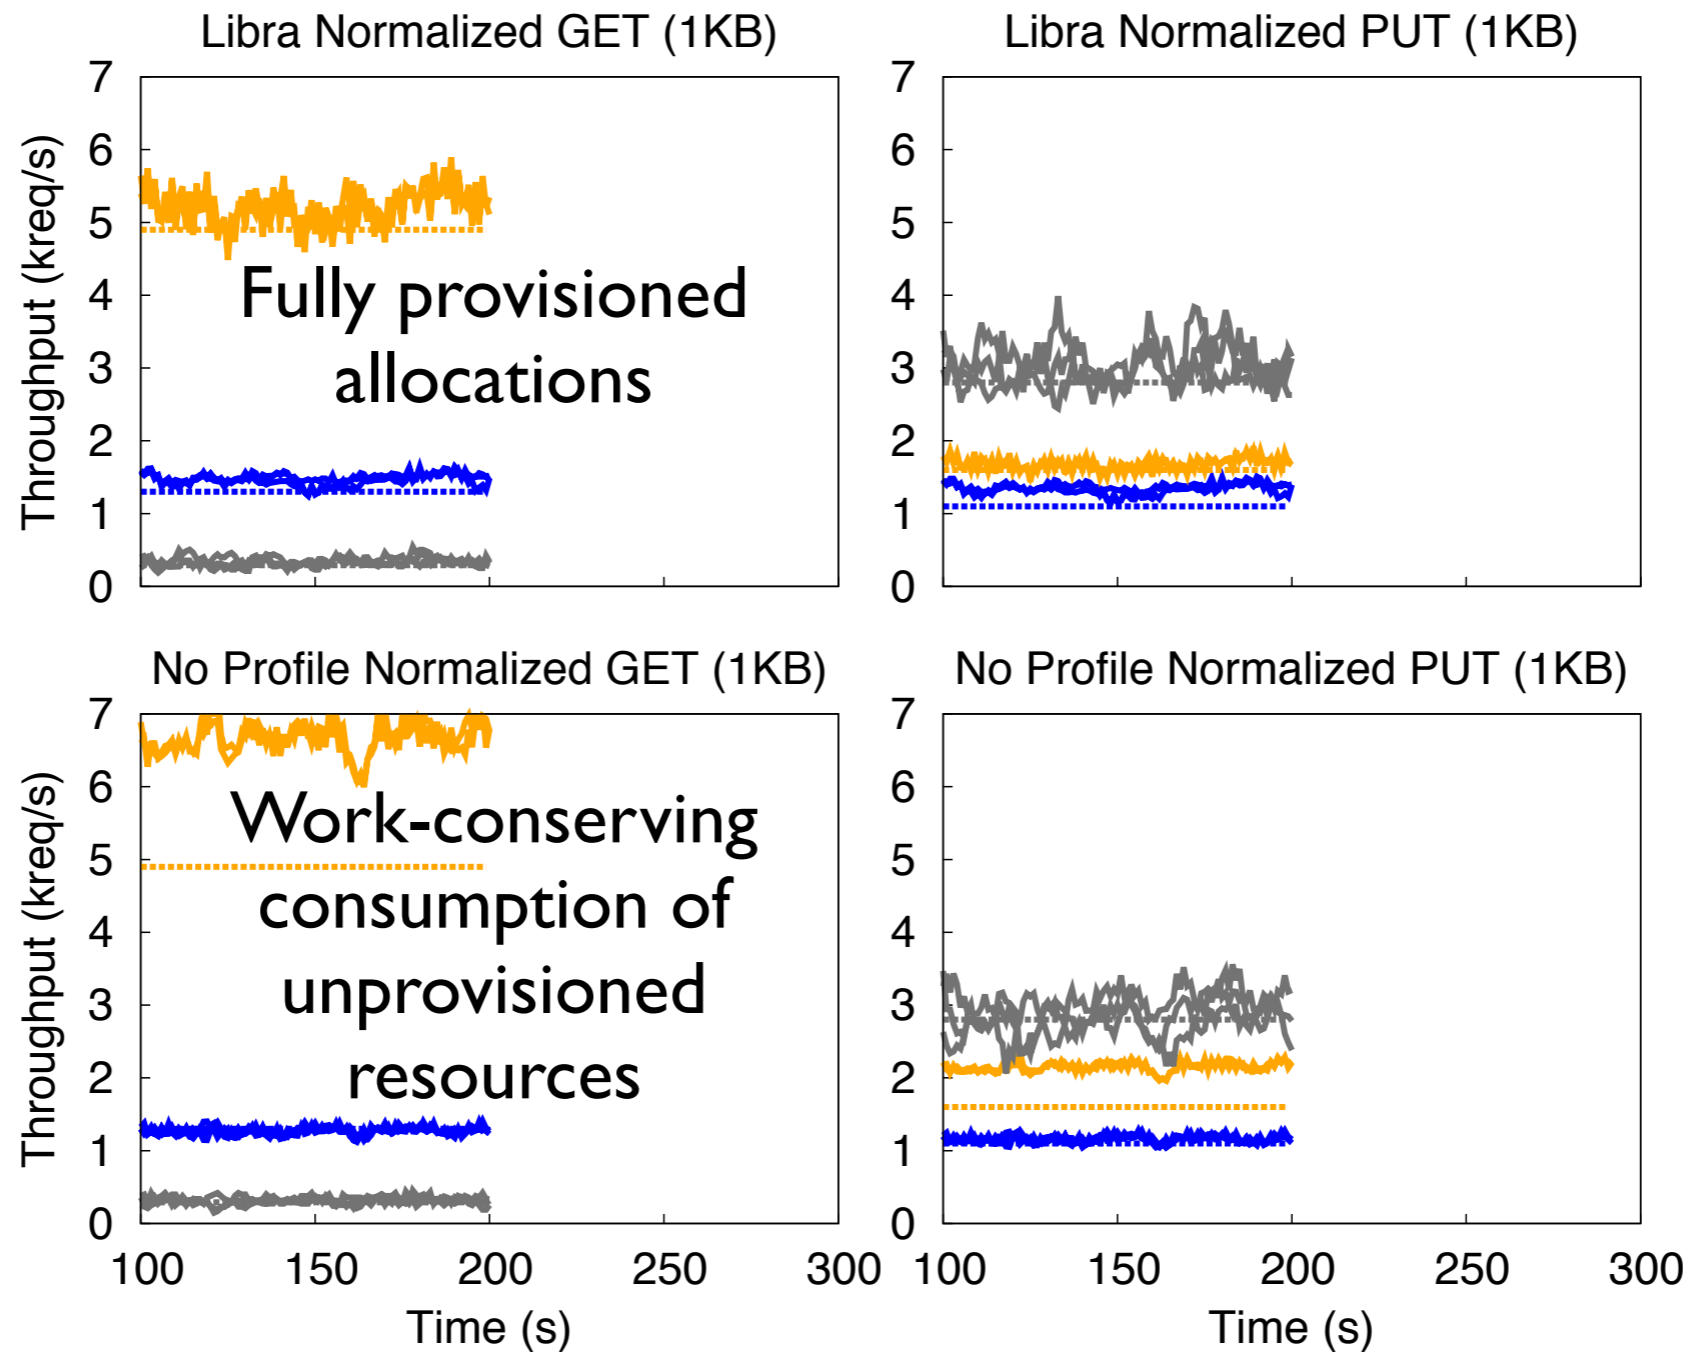 Libra Normalized GET (1KB)
Libra Normalized PUT (1KB)
Throughput (kreq/s)
7
6
5
4
3
2
1
0
Fully provisioned
allocations
7
6
5
4
3
2
1
0
No Profile Normalized GET (1KB)
No Profile Normalized PUT (1KB)
Throughput (kreq/s)
7
6
5
4
3
2
1
0
Work-conserving
consumption of
unprovisioned
resources
100 150 200 250 300
Time (s)
7
6
5
4
3
2
1
0
100 150 200 250 300
Time (s)